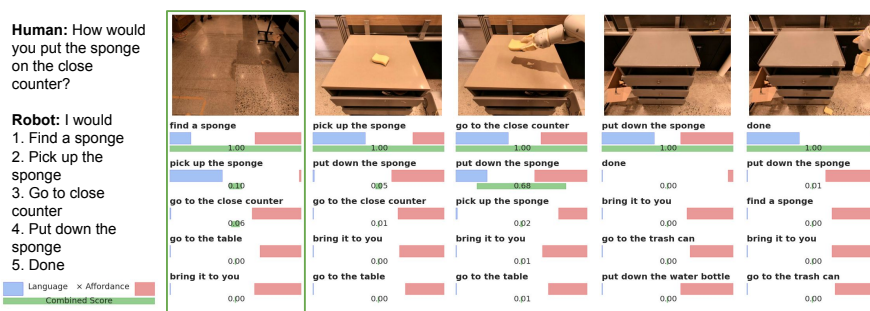 Human: How would
you put the sponge
on the close
counter?
Robot: I would
1. Find a sponge
2. Pick up the
sponge
3. Go to close
counter
4. Put down the
sponge
5. Done
Language × Affordance
Combined Score
find a sponge
1.00
pick up the sponge
0.10
go to the close counter
0.06
go to the table
0.00
bring it to you
0.00
pick up the sponge
1.00
put down the sponge
0.05
go to the close counter
0.01
bring it to you
0.00
go to the table
0.00
go to the close counter
1.00
put down the sponge
0.68
pick up the sponge
0.02
bring it to you
0.01
go to the table
0.01
put down the sponge
1.00
done
0.00
bring it to you
0.00
go to the trash can
0.00
put down the water bottle
0.00
done
1.00
put down the sponge
0.01
find a sponge
0.00
bring it to you
0.00
go to the trash can
0.00